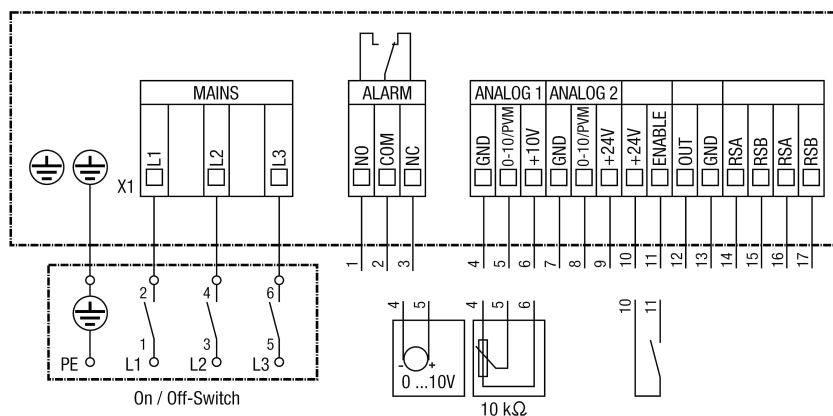 MAINS
ALARM
ANALOG 1
ANALOG 2
L1
L2
L3
NO
COM
NC
GND
0-10/PVM
+10V
GND
0-10/PVM
+24V
+24V
ENABLE
OUT
GND
RSA
RSB
RSA
RSB
X1
1
2
3
4
5
6
7
8
9
10
11
12
13
14
15
16
17
2
4
6
1
3
5
PE
L1
L2
L3
On / Off-Switch
4
5
- +
0 ...10V
4
5
6
10 kΩ
10
11